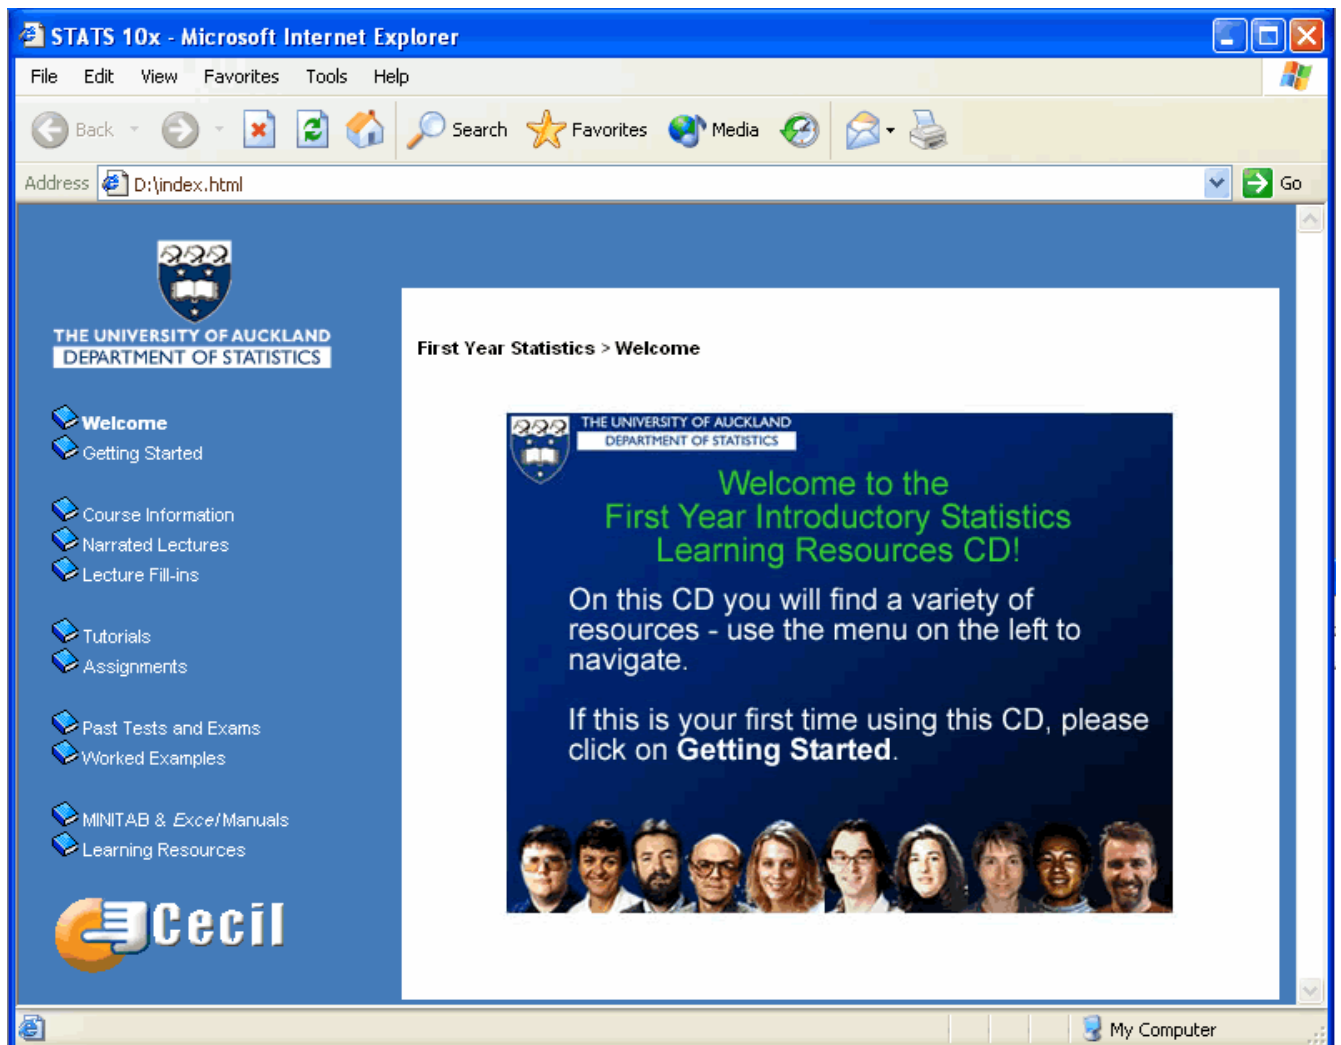 STATS 10x - Microsoft Internet Explorer
File Edit View Favorites Tools Help
Back Search Favorites Media
Address D:\index.html Go
THE UNIVERSITY OF AUCKLAND
DEPARTMENT OF STATISTICS
Welcome
Getting Started
Course Information
Narrated Lectures
Lecture Fill-ins
Tutorials
Assignments
Past Tests and Exams
Worked Examples
MINITAB & Excel Manuals
Learning Resources
Cecil
First Year Statistics > Welcome
THE UNIVERSITY OF AUCKLAND
DEPARTMENT OF STATISTICS
Welcome to the
First Year Introductory Statistics
Learning Resources CD!
On this CD you will find a variety of
resources - use the menu on the left to
navigate.
If this is your first time using this CD, please
click on Getting Started.
My Computer